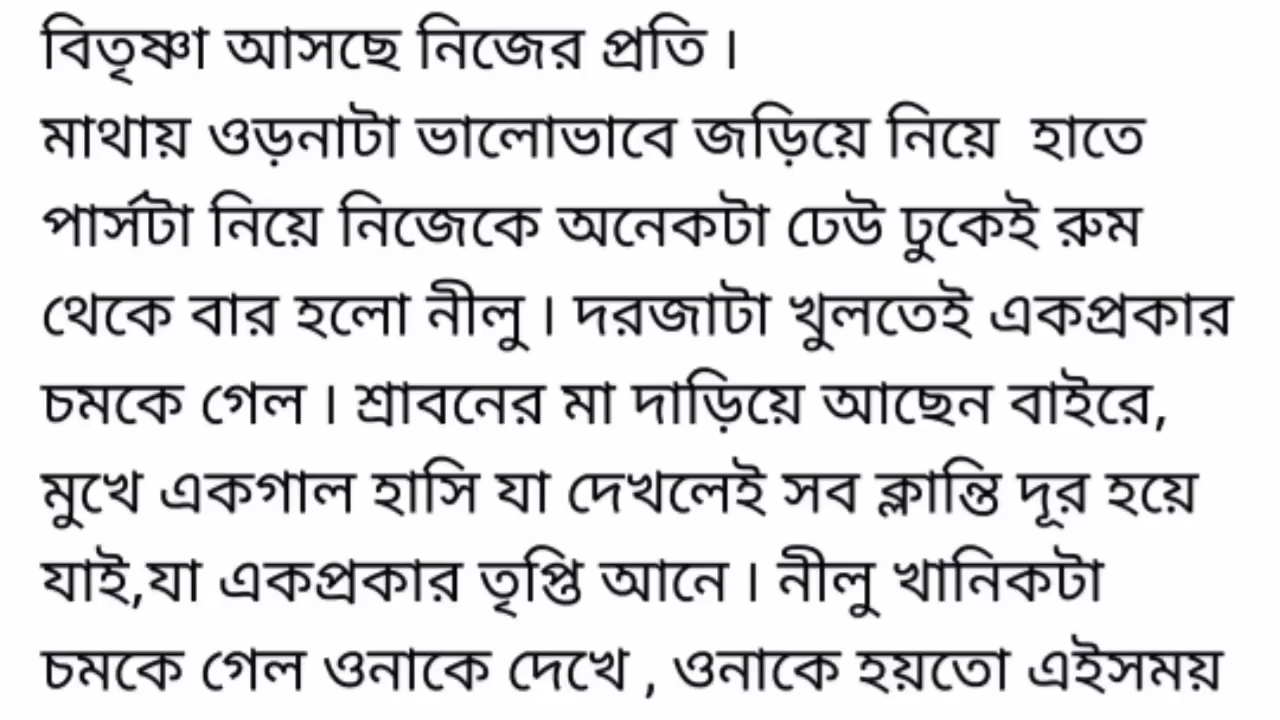 বিতৃষ্ণা আসছে নিজের প্রতি ।
মাথায় ওড়নাটা ভালোভাবে জড়িয়ে নিয়ে  হাতে
পার্সটা নিয়ে নিজেকে অনেকটা ঢেউ ঢুকেই রুম
থেকে বার হলো নীলু । দরজাটা খুলতেই একপ্রকার
চমকে গেল । শ্রাবনের মা দাড়িয়ে আছেন বাইরে,
মুখে একগাল হাসি যা দেখলেই সব ক্লান্তি দূর হয়ে
যাই,যা একপ্রকার তৃপ্তি আনে । নীলু খানিকটা
চমকে গেল ওনাকে দেখে , ওনাকে হয়তো এইসময়